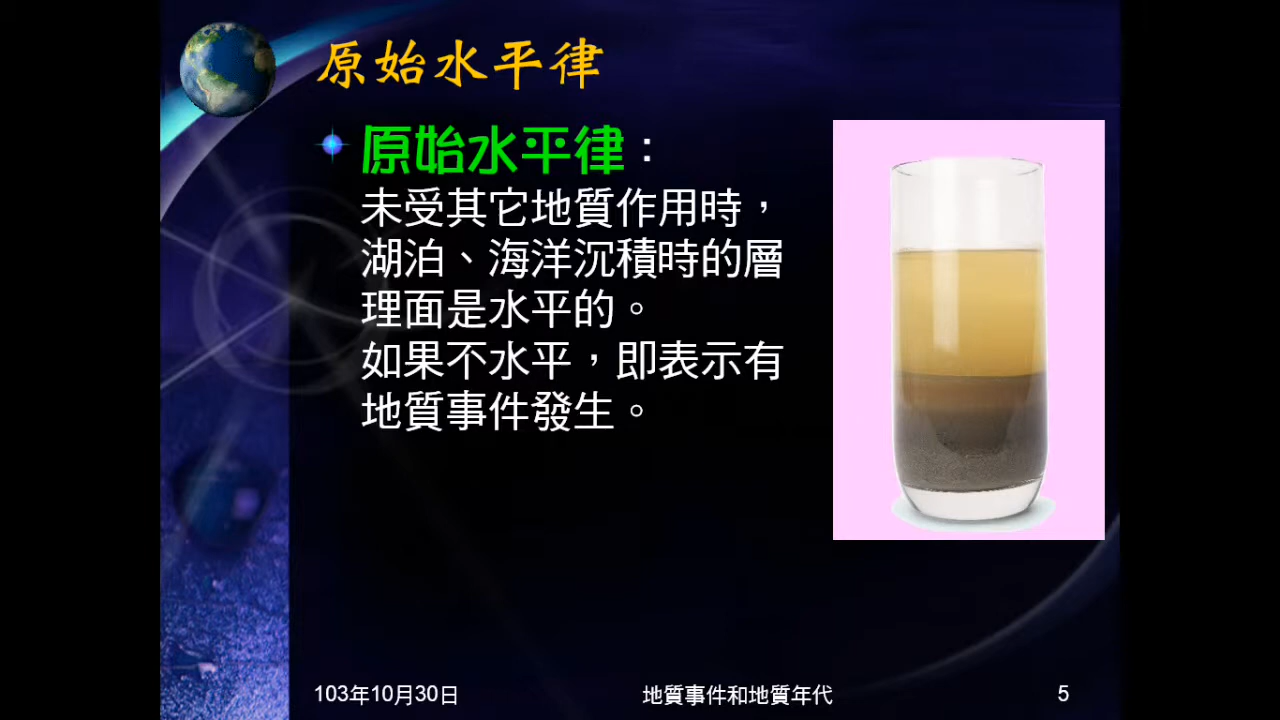 原始水平律
原始水平律：
未受其它地質作用時，
湖泊、海洋沉積時的層
理面是水平的。
如果不水平，即表示有
地質事件發生。
103年10月30日
地質事件和地質年代
5